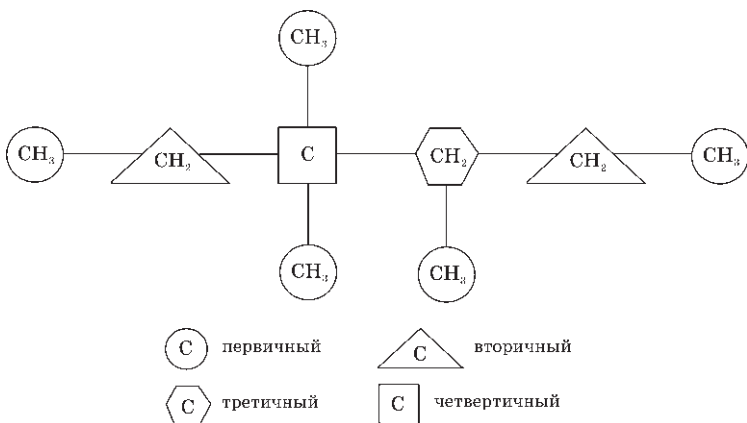 CH₃
CH₃ CH₂ C CH₂ CH₂ CH₃
CH₃ CH₃
C первичный C вторичный
C третичный C четвертичный